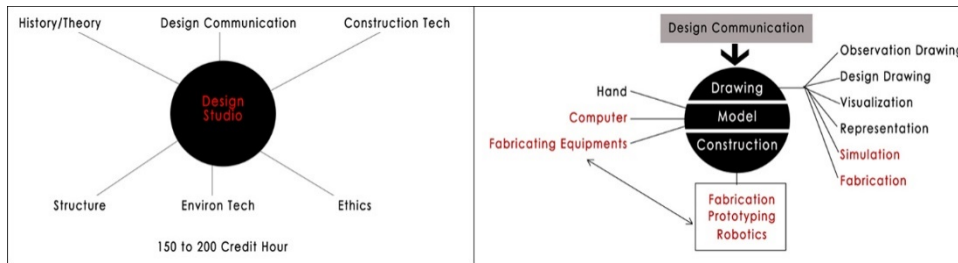 History/Theory
Design Communication
Construction Tech
Design
Studio
Structure
Environ Tech
Ethics
150 to 200 Credit Hour
Design Communication
Drawing
Model
Construction
Hand
Computer
Fabricating Equipments
Observation Drawing
Design Drawing
Visualization
Representation
Simulation
Fabrication
Fabrication
Prototyping
Robotics